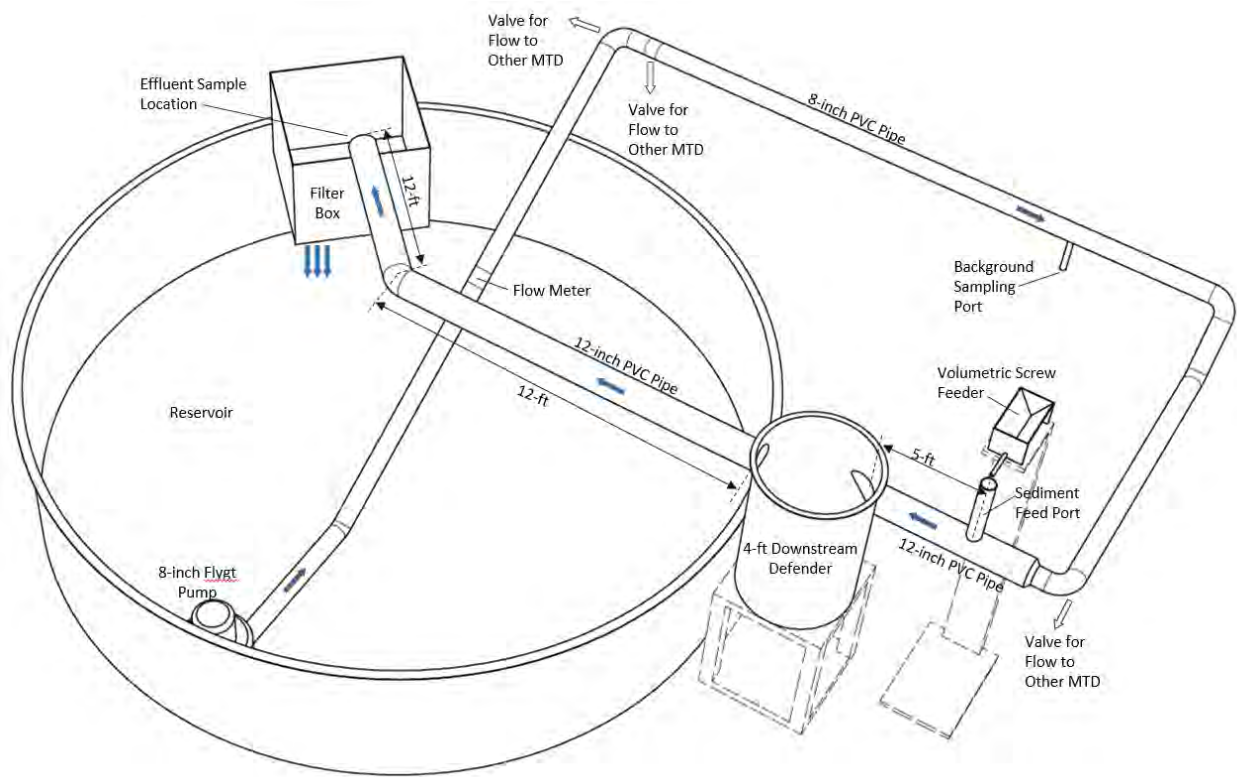 Valve for
Flow to
Other MTD
Effluent Sample
Location
Valve for
Flow to
Other MTD
8-inch PVC Pipe
12-ft
Filter
Box
Flow Meter
Background
Sampling
Port
12-inch PVC Pipe
12-ft
Volumetric Screw
Feeder
Reservoir
5-ft
Sediment
Feed Port
4-ft Downstream
Defender
12-inch PVC Pipe
8-inch Flygt
Pump
Valve for
Flow to
Other MTD